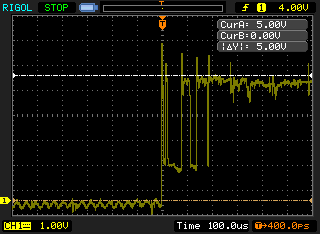 RIGOL STOP T f 1 4.00V
T
CurA: 5.00V
CurB:0.00V
|ΔY|: 5.00V
1
CH1 1.00V Time 100.0us T→400.0ps